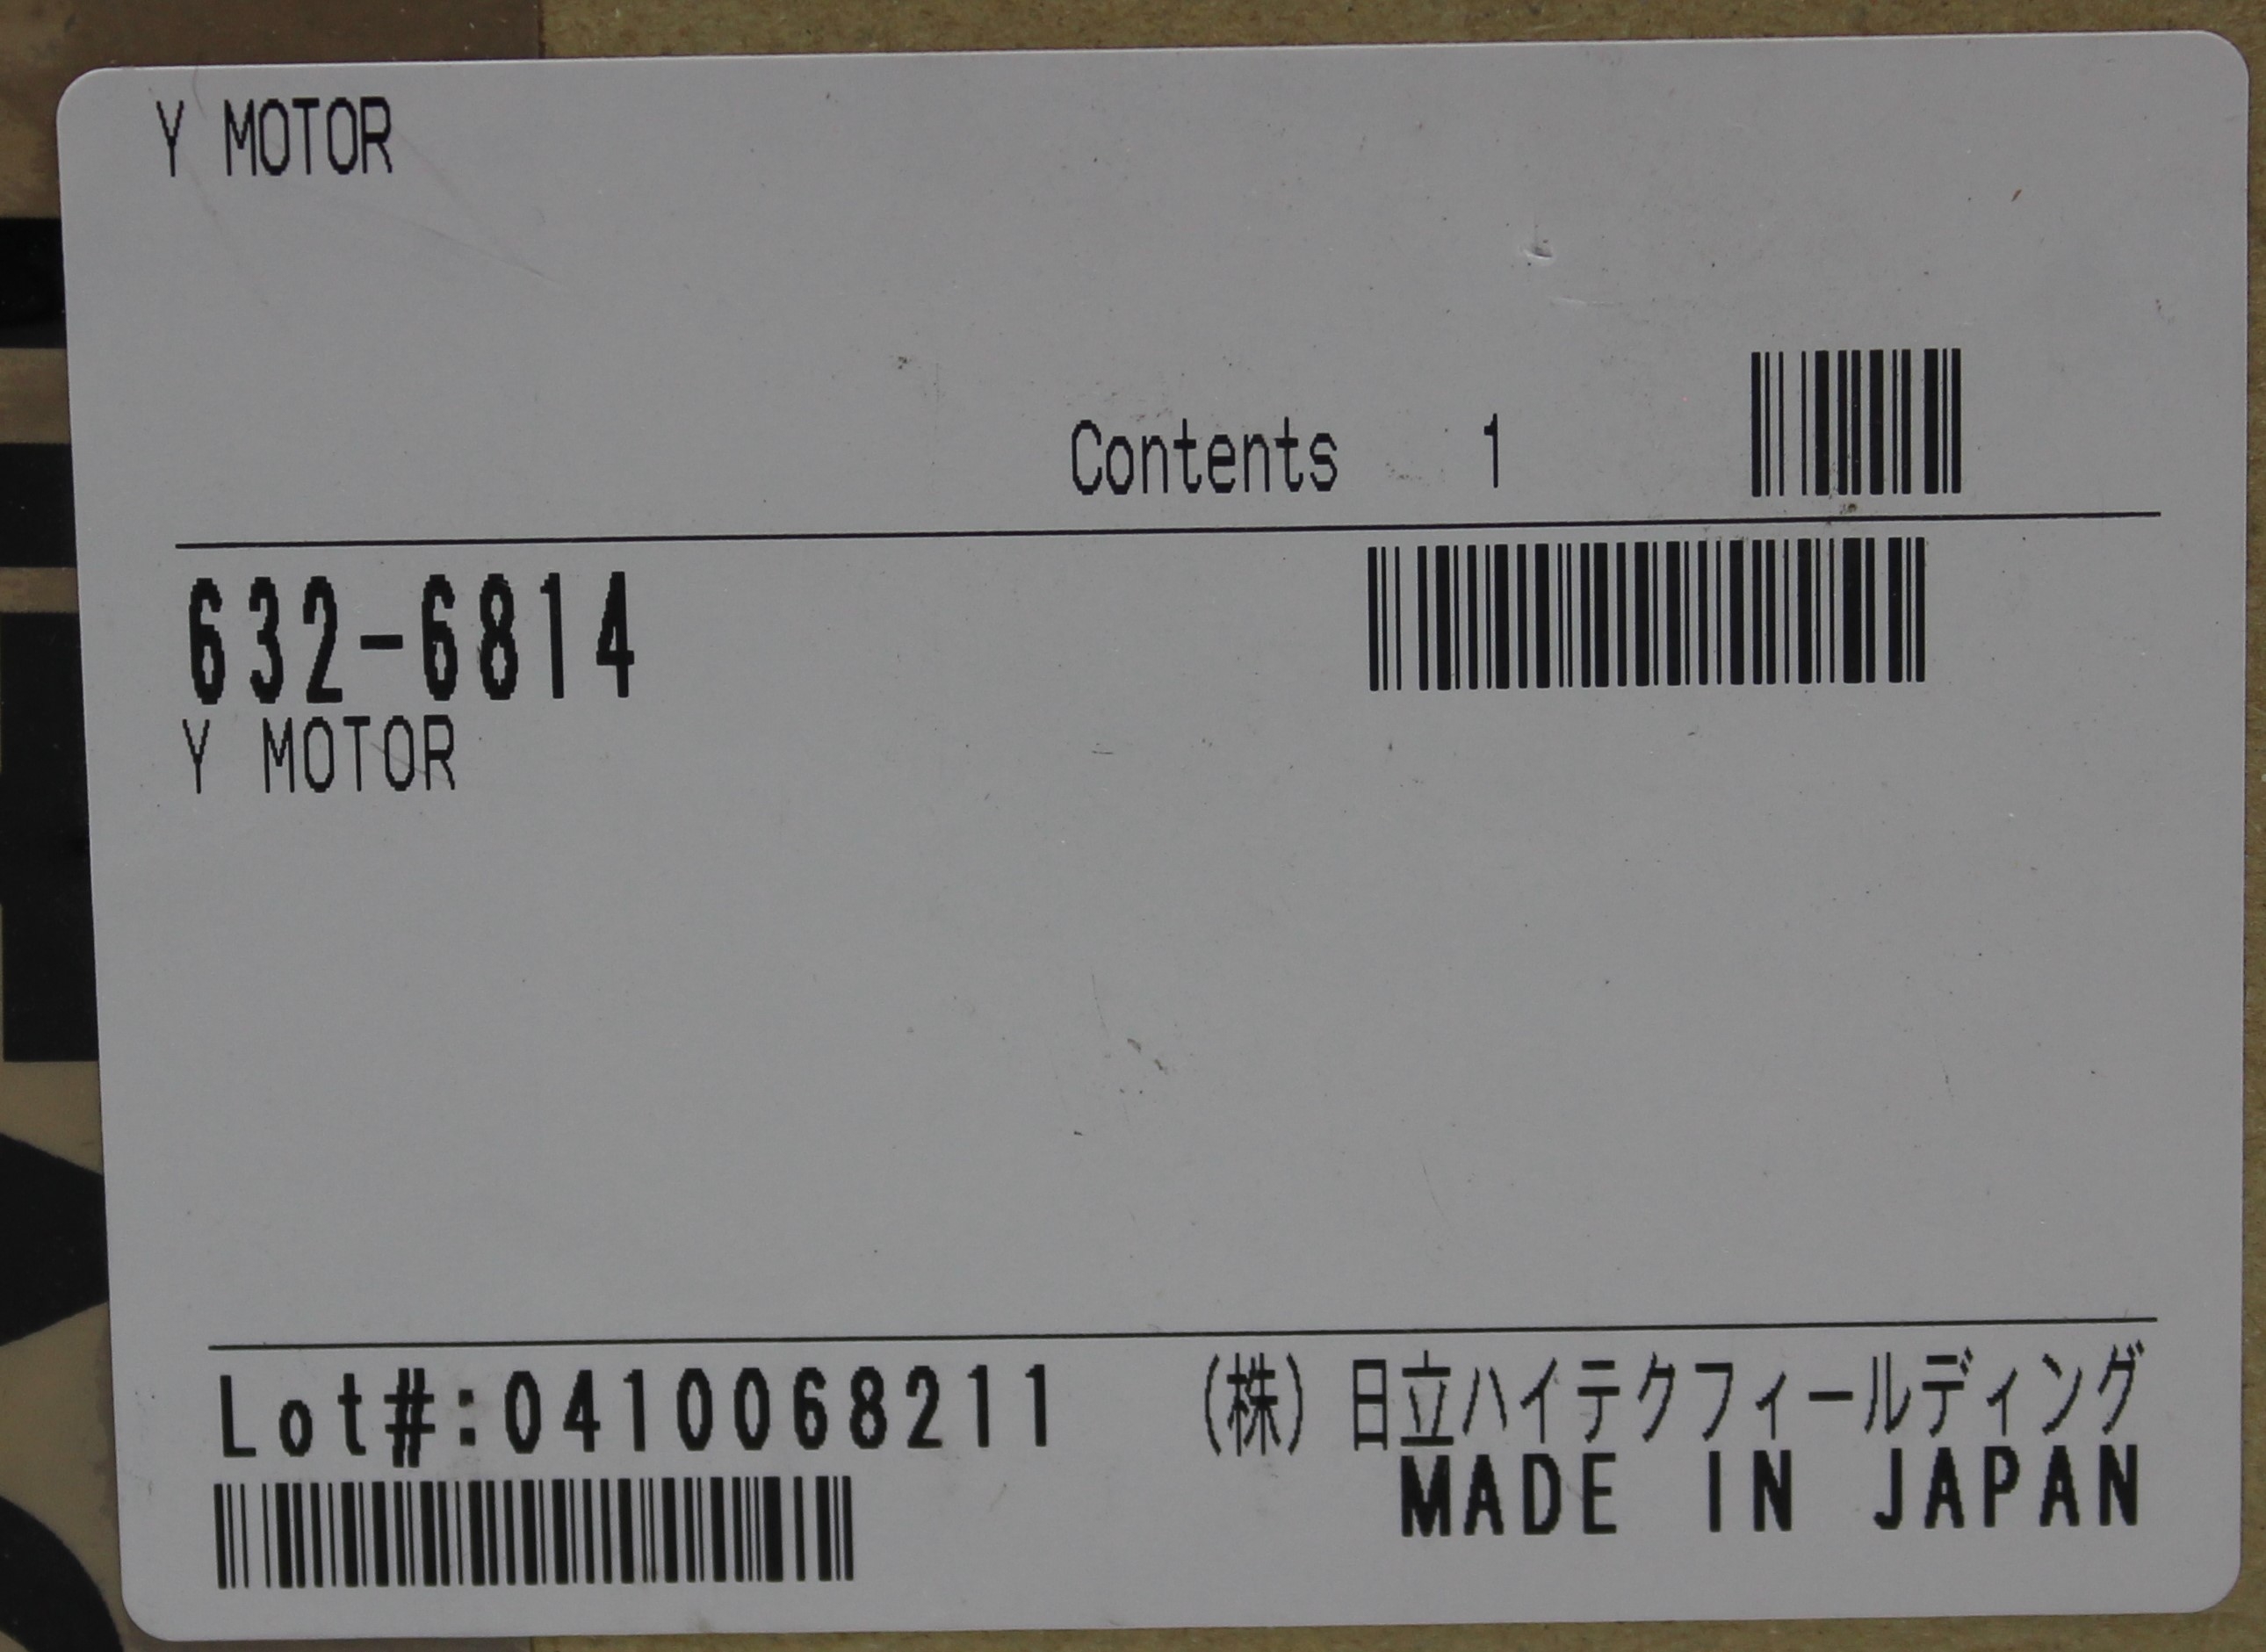 Y MOTOR
Contents 1
632-6814
Y MOTOR
Lot#:0410068211
(株)日立ハイテクフィールディング
MADE IN JAPAN